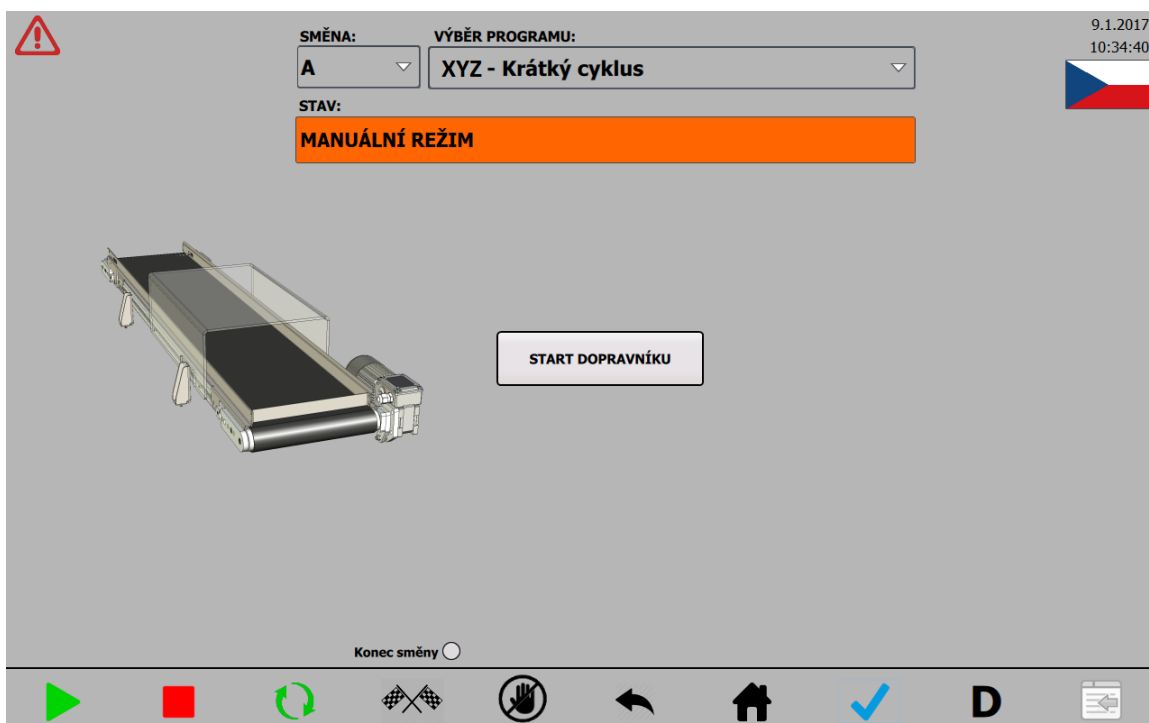 9.1.2017
10:34:40
SMĚNA:
VÝBĚR PROGRAMU:
A
XYZ - Krátký cyklus
STAV:
MANUÁLNÍ REŽIM
START DOPRAVNÍKU
Konec směny
D